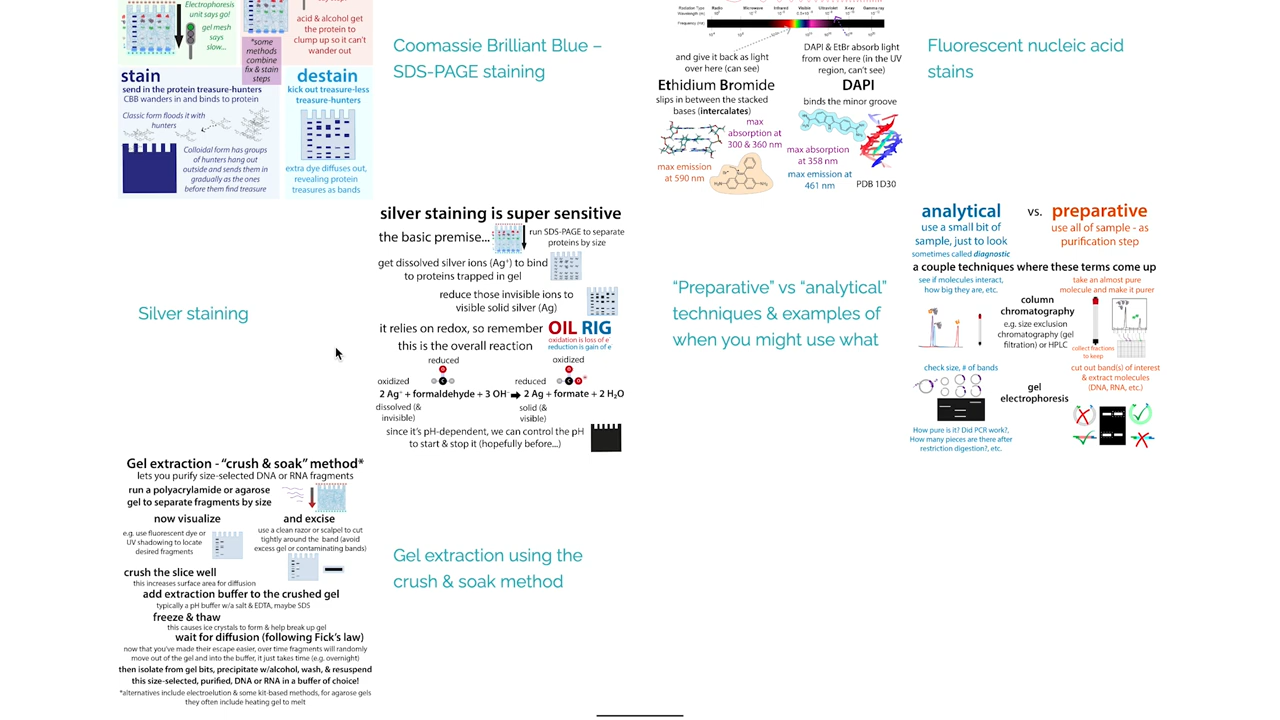 Electrophoresis
unit says go!
gel mesh
says
slow...
acid & alcohol get
the protein to
clump up so it can't
wander out
*some
methods
combine
fix & stain
steps
stain
send in the protein treasure-hunters
CBB wanders in and binds to protein
Classic form floods it with
hunters
Colloidal form has groups
of hunters hang out
outside and sends them in
gradually as the ones
before them find treasure
destain
kick out treasure-less
treasure-hunters
extra dye diffuses out,
revealing protein
treasures as bands
Coomassie Brilliant Blue –
SDS-PAGE staining
Radiation Type
Wavelength (m)
Frequency (Hz)
Radio
Microwave
Infrared
Visible
Ultraviolet
X-ray
Gamma ray
and give it back as light
over here (can see)
DAPI & EtBr absorb light
from over here (in the UV
region, can't see)
Ethidium Bromide
slips in between the stacked
bases (intercalates)
max
absorption at
300 & 360 nm
max emission
at 590 nm
DAPI
binds the minor groove
max absorption
at 358 nm
max emission at
461 nm
PDB 1D30
Fluorescent nucleic acid
stains
Silver staining
silver staining is super sensitive
the basic premise...
run SDS-PAGE to separate
proteins by size
get dissolved silver ions (Ag⁺) to bind
to proteins trapped in gel
reduce those invisible ions to
visible solid silver (Ag)
it relies on redox, so remember OIL RIG
oxidation is loss of e⁻
reduction is gain of e⁻
this is the overall reaction
reduced
oxidized
oxidized
reduced
2 Ag⁺ + formaldehyde + 3 OH⁻ ➡ 2 Ag + formate + 2 H₂O
dissolved (&
invisible)
solid (&
visible)
since it's pH-dependent, we can control the pH
to start & stop it (hopefully before...)
“Preparative” vs “analytical”
techniques & examples of
when you might use what
analytical vs. preparative
use a small bit of
sample, just to look
sometimes called diagnostic
use all of sample - as
purification step
a couple techniques where these terms come up
see if molecules interact,
how big they are, etc.
take an almost pure
molecule and make it purer
column
chromatography
e.g. size exclusion
chromatography (gel
filtration) or HPLC
collect fractions
to keep
check size, # of bands
cut out band(s) of interest
& extract molecules
(DNA, RNA, etc.)
gel
electrophoresis
How pure is it? Did PCR work?,
How many pieces are there after
restriction digestion?, etc.
Gel extraction - “crush & soak” method*
lets you purify size-selected DNA or RNA fragments
run a polyacrylamide or agarose
gel to separate fragments by size
now visualize
e.g. use fluorescent dye or
UV shadowing to locate
desired fragments
and excise
use a clean razor or scalpel to cut
tightly around the band (avoid
excess gel or contaminating bands)
crush the slice well
this increases surface area for diffusion
add extraction buffer to the crushed gel
typically a pH buffer w/a salt & EDTA, maybe SDS
freeze & thaw
this causes ice crystals to form & help break up gel
wait for diffusion (following Fick's law)
now that you've made their escape easier, over time fragments will randomly
move out of the gel and into the buffer, it just takes time (e.g. overnight)
then isolate from gel bits, precipitate w/alcohol, wash, & resuspend
this size-selected, purified, DNA or RNA in a buffer of choice!
*alternatives include electroelution & some kit-based methods, for agarose gels
they often include heating gel to melt
Gel extraction using the
crush & soak method